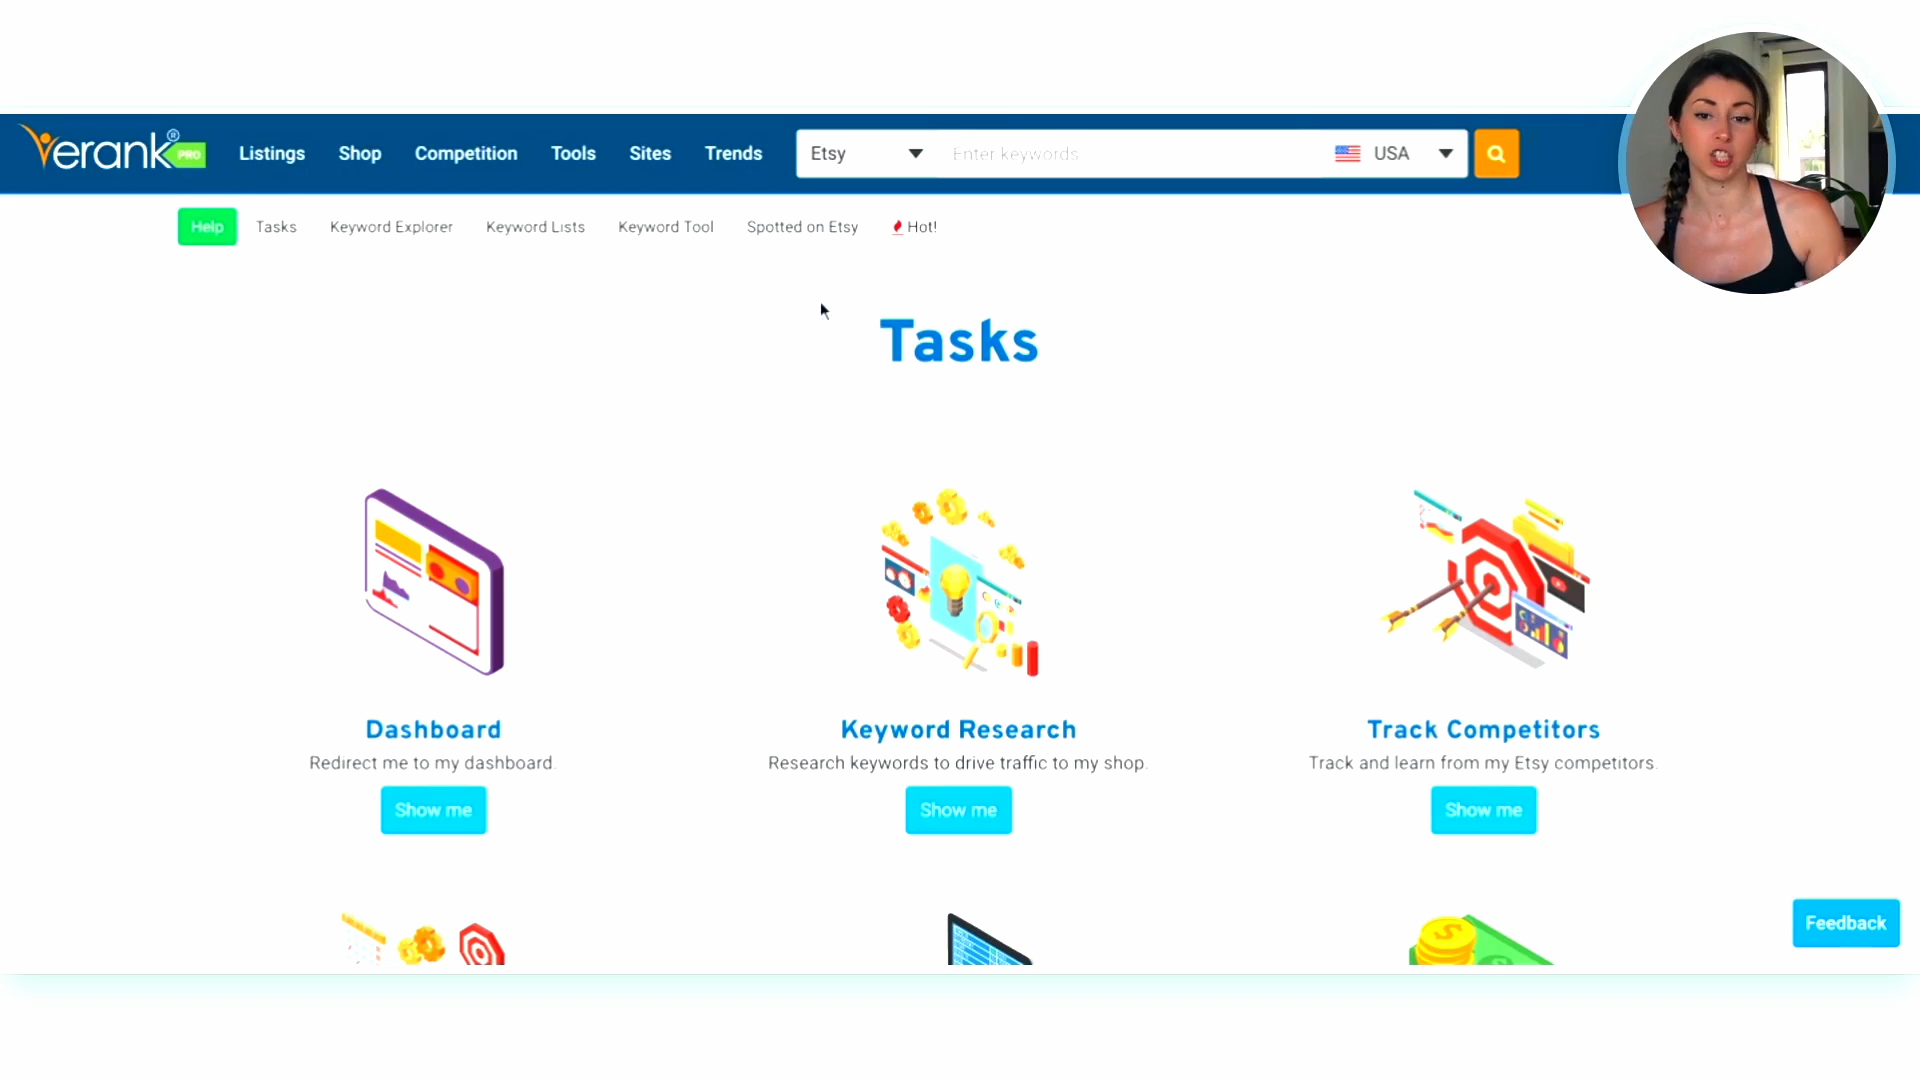 erank® PRO
Listings Shop Competition Tools Sites Trends Etsy Enter keywords USA
Help Tasks Keyword Explorer Keyword Lists Keyword Tool Spotted on Etsy Hot!
Tasks
Dashboard Keyword Research Track Competitors
Redirect me to my dashboard. Research keywords to drive traffic to my shop. Track and learn from my Etsy competitors.
Show me Show me Show me
Feedback